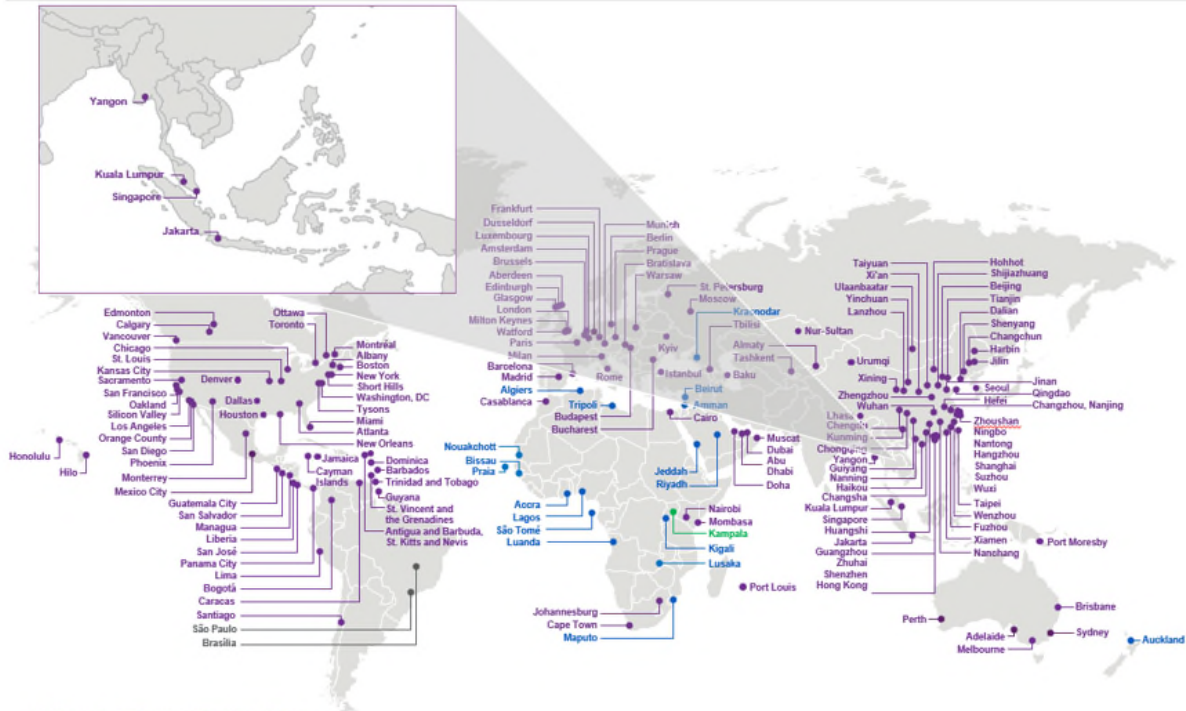 Yangon
Kuala Lumpur
Singapore
Jakarta
Edmonton
Calgary
Vancouver
Chicago
St. Louis
Kansas City
Sacramento
San Francisco
Oakland
Silicon Valley
Los Angeles
Orange County
San Diego
Phoenix
Monterrey
Mexico City
Guatemala City
San Salvador
Managua
Liberia
San José
Panama City
Lima
Bogotá
Caracas
Santiago
São Paulo
Brasília
Honolulu
Hilo
Denver
Dallas
Houston
Ottawa
Toronto
Montréal
Albany
Boston
New York
Short Hills
Washington, DC
Tysons
Miami
Atlanta
New Orleans
Jamaica
Cayman
Islands
Dominica
Barbados
Trinidad and Tobago
Guyana
St. Vincent and
the Grenadines
Antigua and Barbuda,
St. Kitts and Nevis
Frankfurt
Dusseldorf
Luxembourg
Amsterdam
Brussels
Aberdeen
Edinburgh
Glasgow
London
Milton Keynes
Watford
Paris
Milan
Barcelona
Madrid
Algiers
Casablanca
Rome
Tripoli
Budapest
Bucharest
Munich
Berlin
Prague
Bratislava
Warsaw
St. Petersburg
Moscow
Krasnodar
Tbilisi
Kyiv
Istanbul
Baku
Almaty
Tashkent
Nur-Sultan
Beirut
Amman
Cairo
Muscat
Dubai
Abu
Dhabi
Doha
Jeddah
Riyadh
Nouakchott
Bissau
Praia
Accra
Lagos
São Tomé
Luanda
Nairobi
Mombasa
Kampala
Kigali
Lusaka
Port Louis
Johannesburg
Cape Town
Maputo
Taiyuan
Xi'an
Ulaanbaatar
Yinchuan
Lanzhou
Urumqi
Xining
Zhengzhou
Wuhan
Lhasa
Chengdu
Kunming
Chongqing
Yangon
Guiyang
Nanning
Haikou
Changsha
Kuala Lumpur
Singapore
Huangshi
Jakarta
Guangzhou
Zhuhai
Shenzhen
Hong Kong
Hohhot
Shijiazhuang
Beijing
Tianjin
Dalian
Shenyang
Changchun
Harbin
Jilin
Seoul
Jinan
Qingdao
Hefei
Changzhou, Nanjing
Zhoushan
Ningbo
Nantong
Hangzhou
Shanghai
Suzhou
Wuxi
Taipei
Wenzhou
Fuzhou
Xiamen
Nanchang
Port Moresby
Perth
Adelaide
Melbourne
Brisbane
Sydney
Auckland